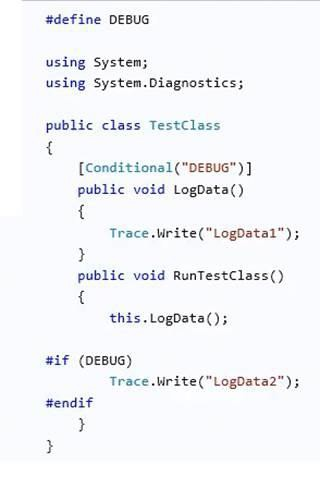 #define DEBUG
using System;
using System.Diagnostics;
public class TestClass
{
[Conditional("DEBUG")]
public void LogData()
{
Trace.Write("LogData1");
}
public void RunTestClass()
{
this.LogData();
#if (DEBUG)
Trace.Write("LogData2");
#endif
}
}